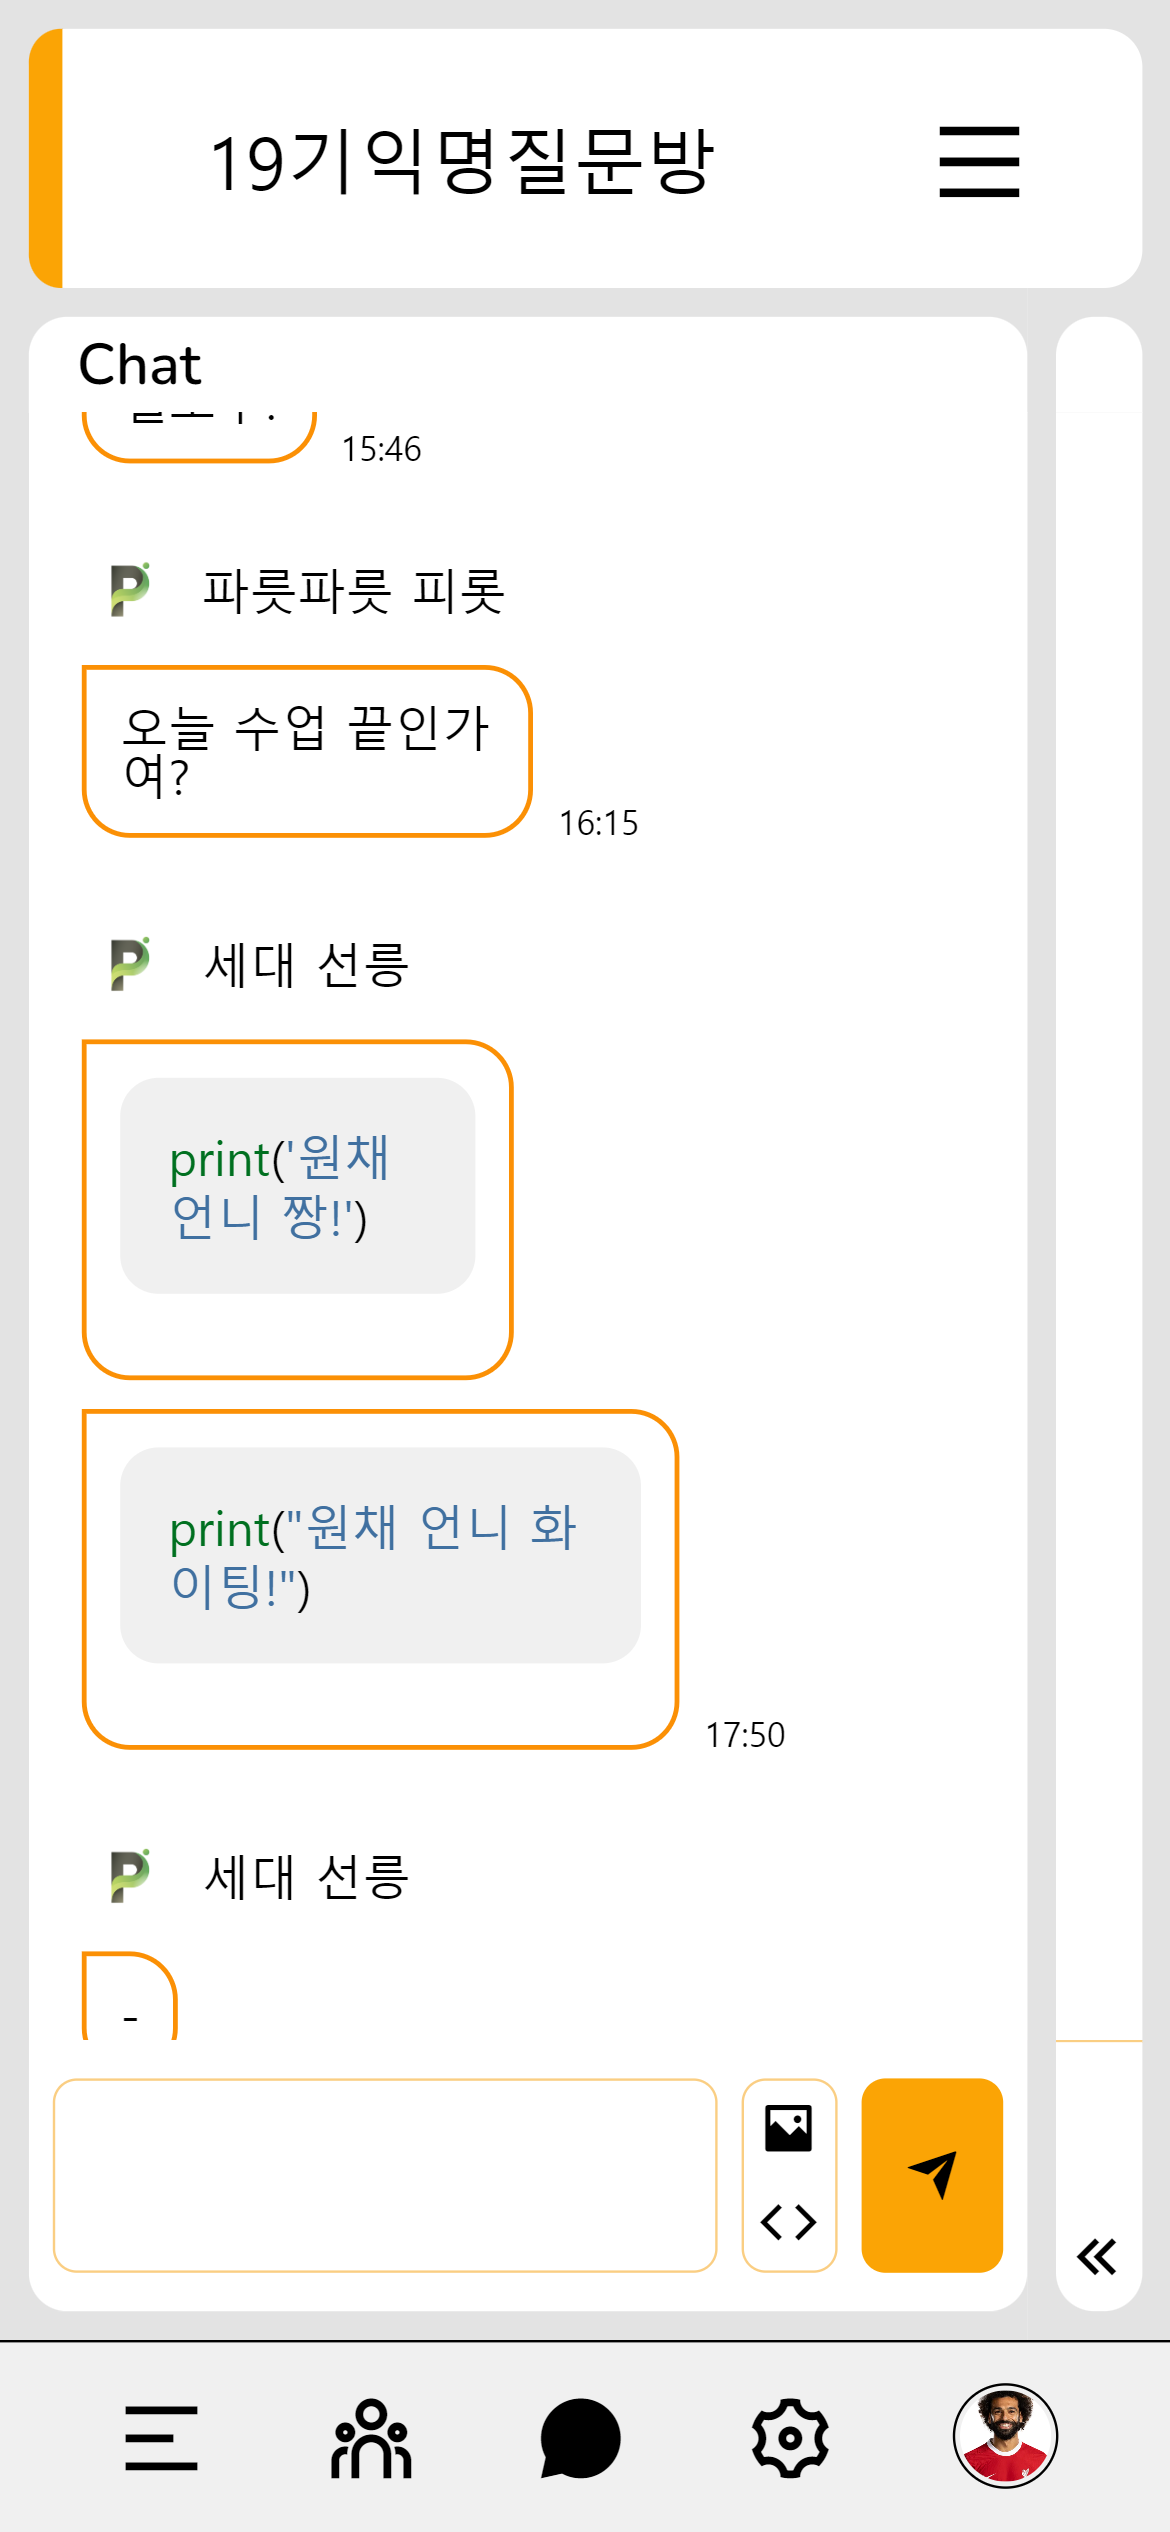 19기익명질문방
Chat
15:46
파릇파릇 피롯
오늘 수업 끝인가
여?
16:15
세대 선릉
print('원채
언니 짱!')
print("원채 언니 화
이팅!")
17:50
세대 선릉
-